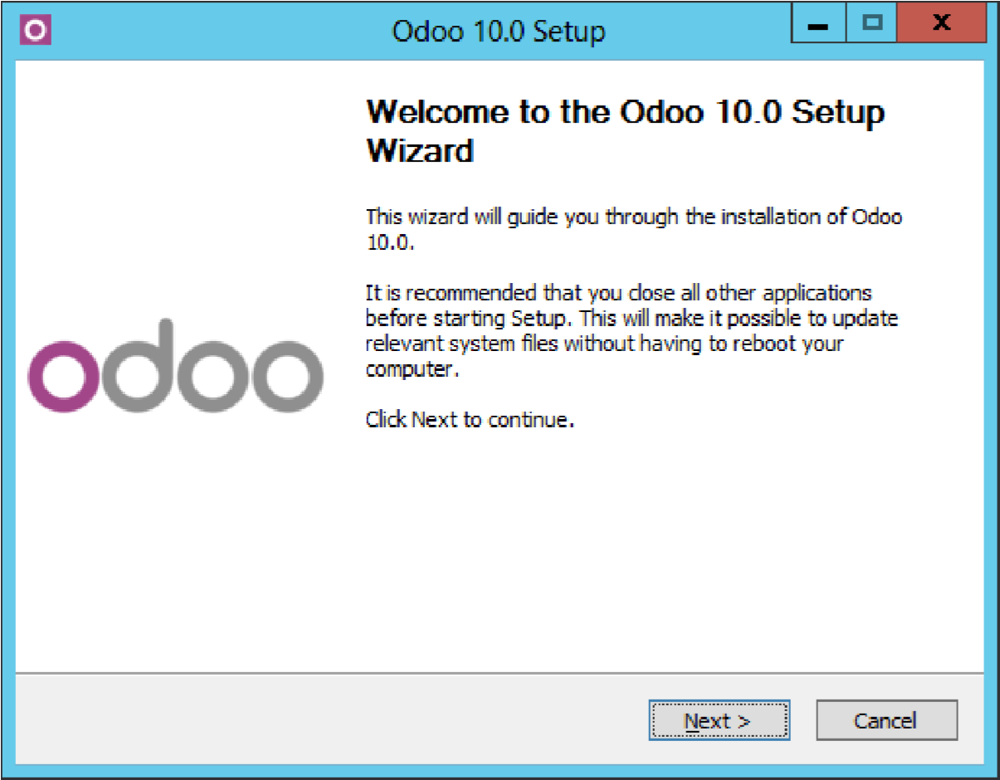 Odoo 10.0 Setup
Welcome to the Odoo 10.0 Setup
Wizard
This wizard will guide you through the installation of Odoo
10.0.
It is recommended that you close all other applications
before starting Setup. This will make it possible to update
relevant system files without having to reboot your
computer.
odoo
Click Next to continue.
Next >
Cancel